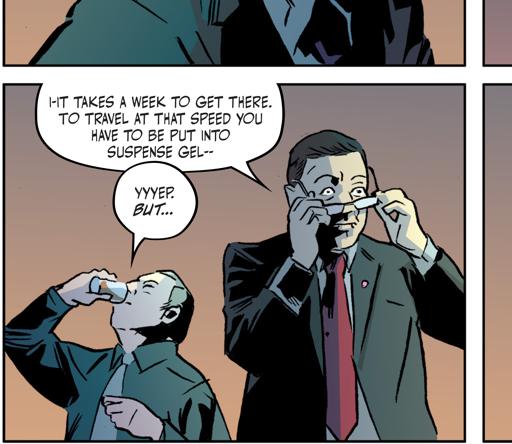 I-IT TAKES A WEEK TO GET THERE.
TO TRAVEL AT THAT SPEED YOU
HAVE TO BE PUT INTO
SUSPENSE GEL--
YYYEP.
BUT...